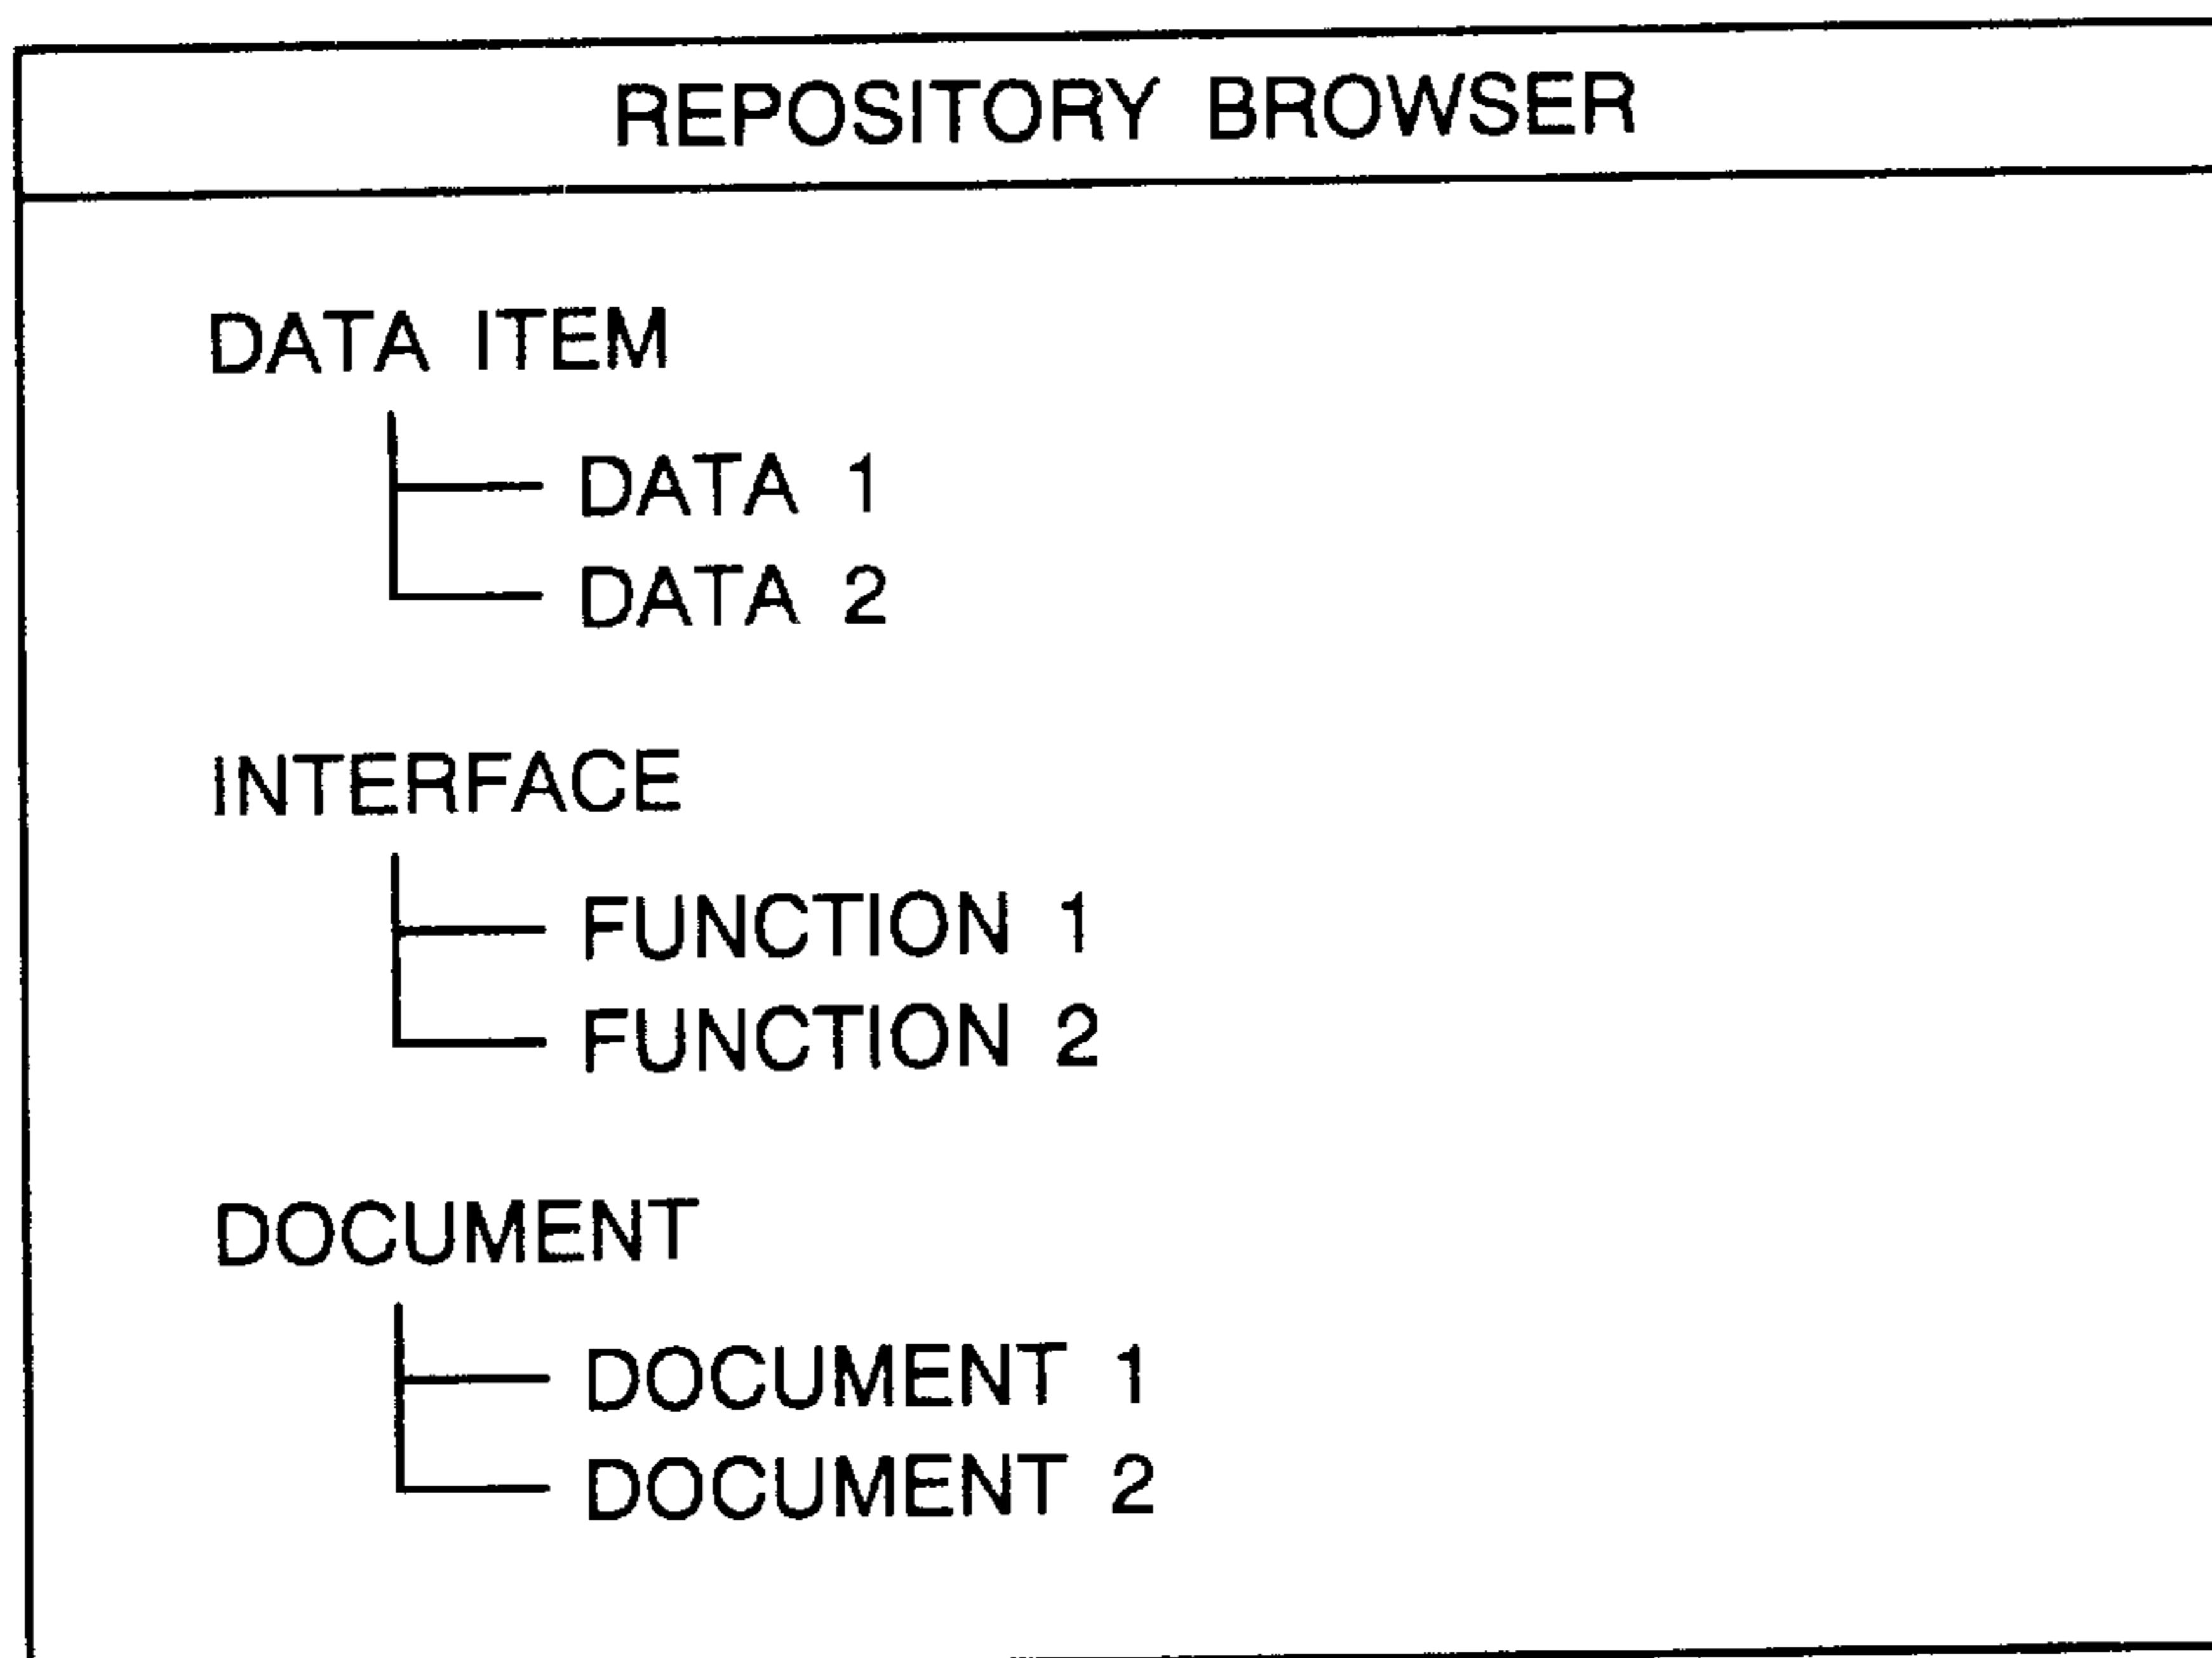 REPOSITORY BROWSER
DATA ITEM
DATA 1
DATA 2
INTERFACE
FUNCTION 1
FUNCTION 2
DOCUMENT
DOCUMENT 1
DOCUMENT 2